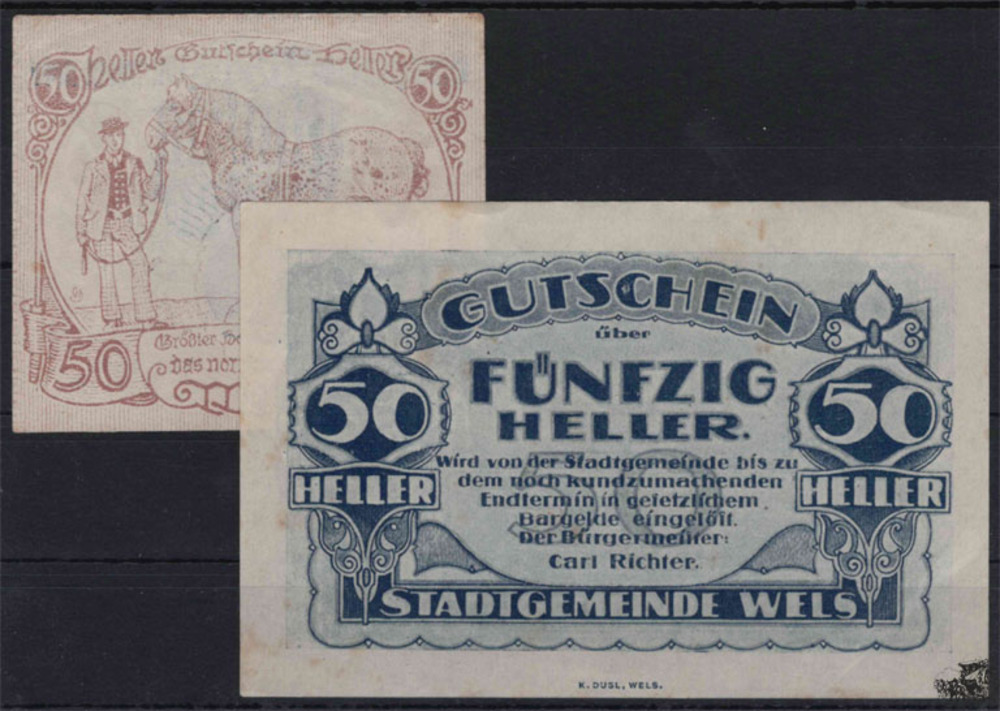 50 Heller Gutschein Heller 50
Größter
50 das
GUTSCHEIN
über
FÜNFZIG
HELLER.
50
HELLER
50
HELLER
Wird von der Stadtgemeinde bis zu
dem noch kundzumachenden
Endtermin in gesetzlichem
Bargelde eingelöst.
Der Bürgermeister:
Carl Richter.
STADTGEMEINDE WELS
K. DUSL, WELS.